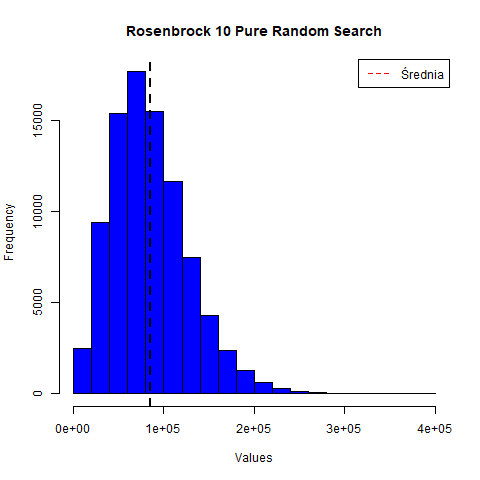 Rosenbrock 10 Pure Random Search
Średnia
Frequency
15000
10000
5000
0
0e+00 1e+05 2e+05 3e+05 4e+05
Values